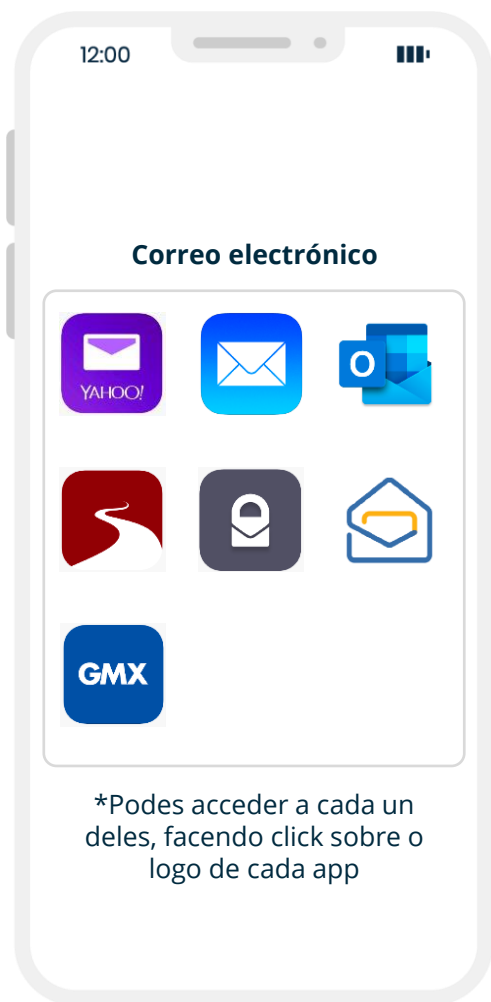 12:00
Correo electrónico
YAHOO!
O
GMX
*Podes acceder a cada un
deles, facendo click sobre o
logo de cada app